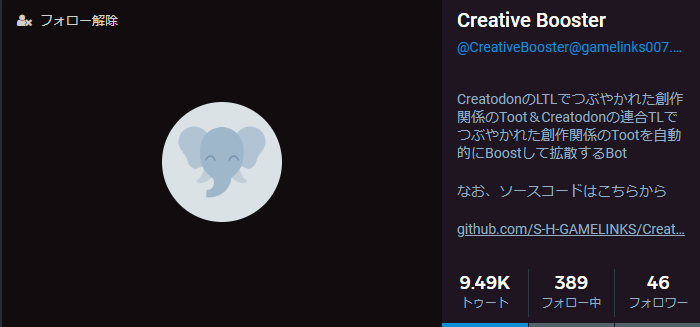 フォロー解除
Creative Booster
@CreativeBooster@gamelinks007....
CreatodonのLTLでつぶやかれた創作
関係のToot＆Creatodonの連合TLで
つぶやかれた創作関係のTootを自動
的にBoostして拡散するBot
なお、ソースコードはこちらから
github.com/S-H-GAMELINKS/Creat...
9.49K 389 46
トゥート フォロー中 フォロワー